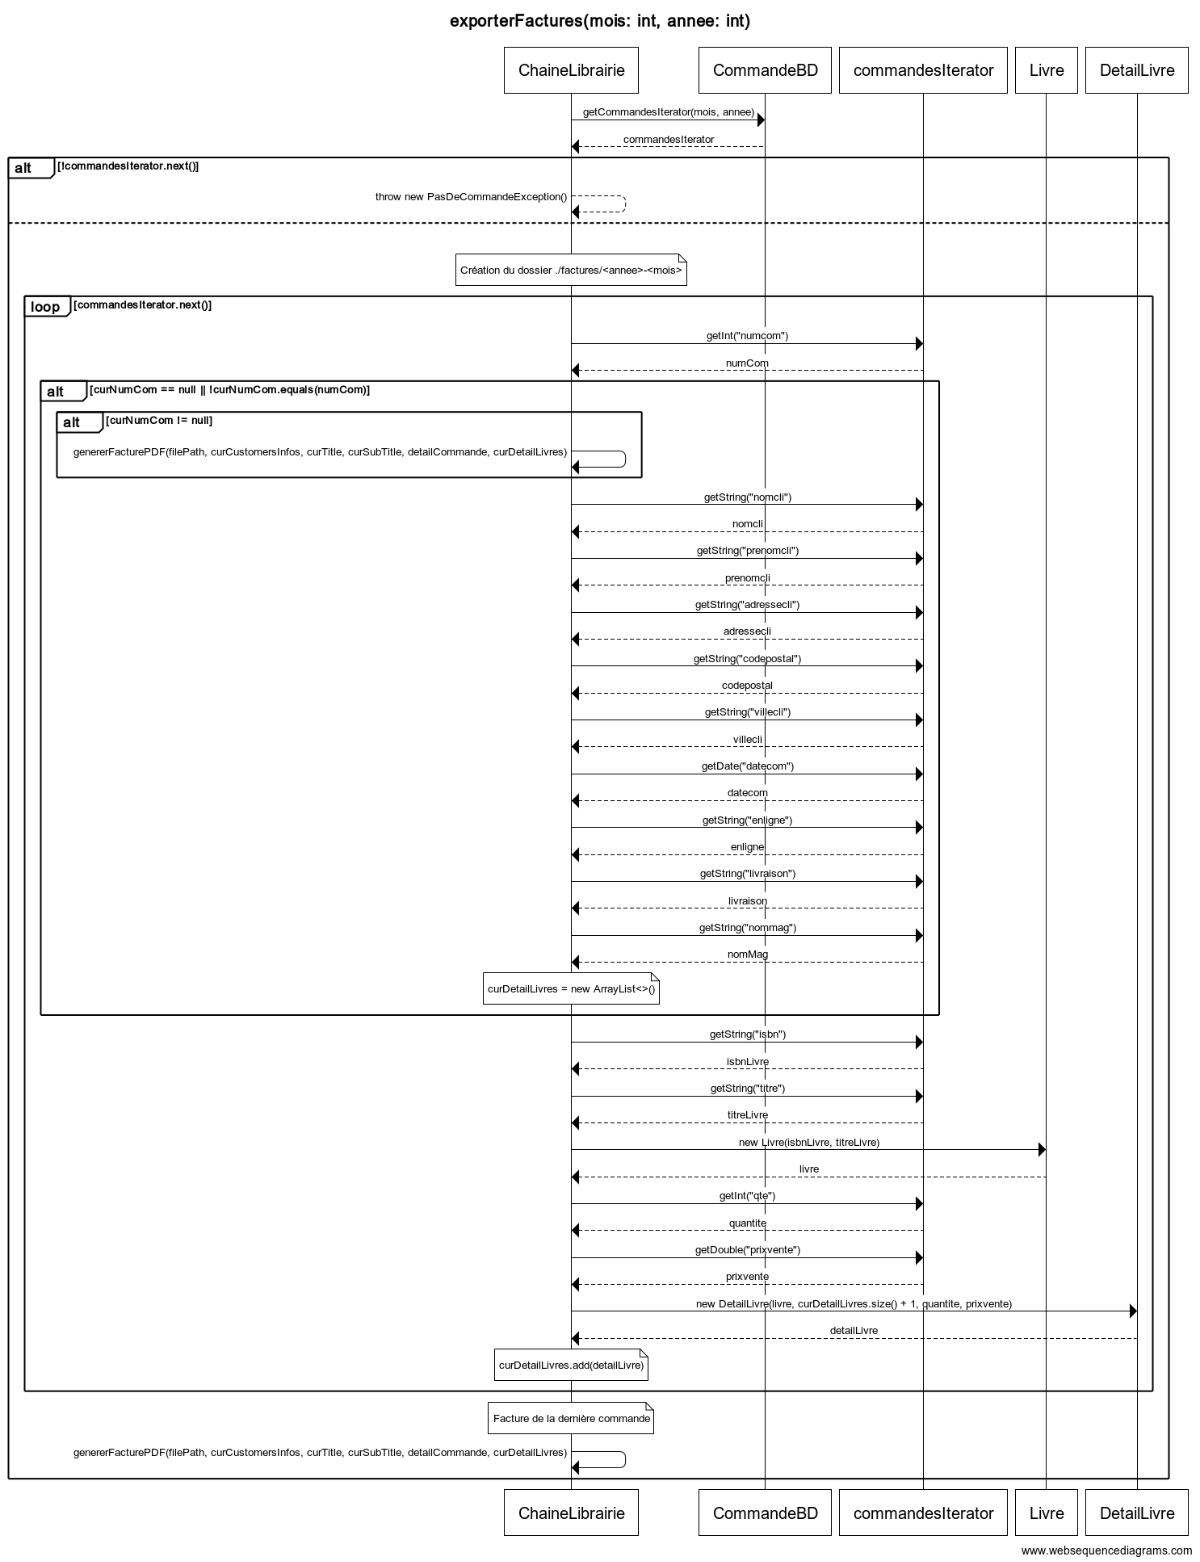 exporterFactures(mois: int, annee: int)
ChaineLibrairie
CommandeBD
commandesIterator
Livre
DetailLivre
getCommandesIterator(mois, annee)
commandesIterator
alt [!commandesIterator.next()]
throw new PasDeCommandeException()
Création du dossier ./factures/<annee>-<mois>
loop [commandesIterator.next()]
getInt("numcom")
numCom
alt [curNumCom == null || !curNumCom.equals(numCom)]
alt [curNumCom != null]
genererFacturePDF(filePath, curCustomersInfos, curTitle, curSubTitle, detailCommande, curDetailLivres)
getString("nomcli")
nomcli
getString("prenomcli")
prenomcli
getString("adressecli")
adressecli
getString("codepostal")
codepostal
getString("villecli")
villecli
getDate("datecom")
datecom
getString("enligne")
enligne
getString("livraison")
livraison
getString("nommag")
nomMag
curDetailLivres = new ArrayList<>()
getString("isbn")
isbnLivre
getString("titre")
titreLivre
new Livre(isbnLivre, titreLivre)
livre
getInt("qte")
quantite
getDouble("prixvente")
prixvente
new DetailLivre(livre, curDetailLivres.size() + 1, quantite, prixvente)
detailLivre
curDetailLivres.add(detailLivre)
Facture de la dernière commande
genererFacturePDF(filePath, curCustomersInfos, curTitle, curSubTitle, detailCommande, curDetailLivres)
ChaineLibrairie
CommandeBD
commandesIterator
Livre
DetailLivre
www.websequencediagrams.com